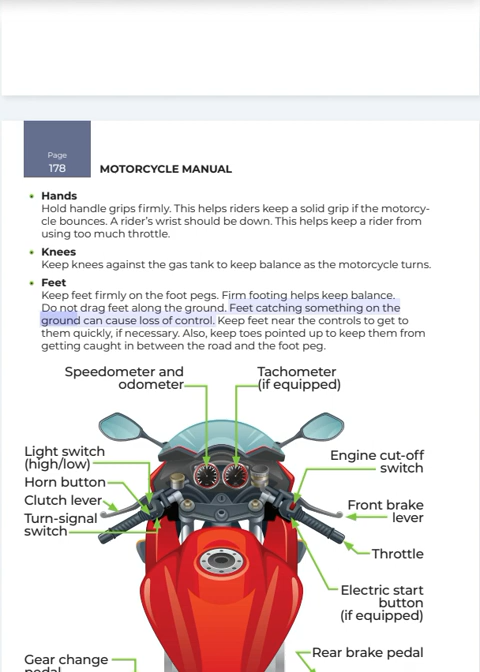 Page
178
MOTORCYCLE MANUAL
Hands
Hold handle grips firmly. This helps riders keep a solid grip if the motorcy-
cle bounces. A rider's wrist should be down. This helps keep a rider from
using too much throttle.
Knees
Keep knees against the gas tank to keep balance as the motorcycle turns.
Feet
Keep feet firmly on the foot pegs. Firm footing helps keep balance.
Do not drag feet along the ground. Feet catching something on the
ground can cause loss of control. Keep feet near the controls to get to
them quickly, if necessary. Also, keep toes pointed up to keep them from
getting caught in between the road and the foot peg.
Speedometer and
odometer
Tachometer
(if equipped)
Light switch
(high/low)
Horn button
Clutch lever
Turn-signal
switch
Engine cut-off
switch
Front brake
lever
Throttle
Electric start
button
(if equipped)
Rear brake pedal
Gear change
pedal